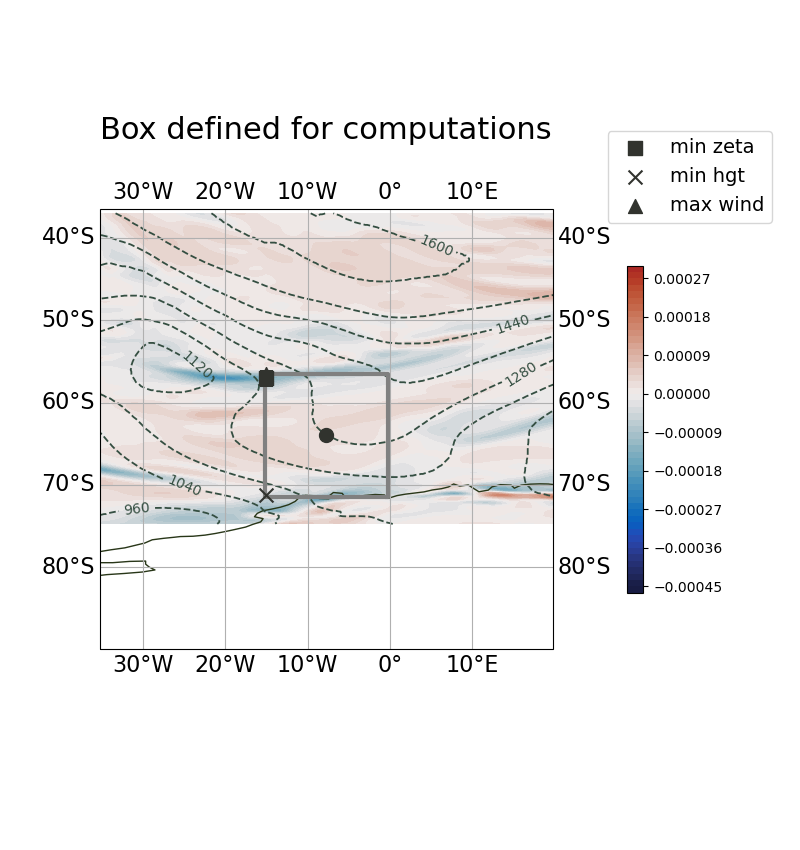 Box defined for computations
min zeta
min hgt
max wind
30°W 20°W 10°W 0° 10°E
40°S 40°S
1600
0.00027
50°S 50°S
1440
0.00018
1120
1280
0.00009
60°S 60°S
0.00000
−0.00009
70°S 70°S
1040
−0.00018
960
−0.00027
80°S 80°S
−0.00036
−0.00045
30°W 20°W 10°W 0° 10°E